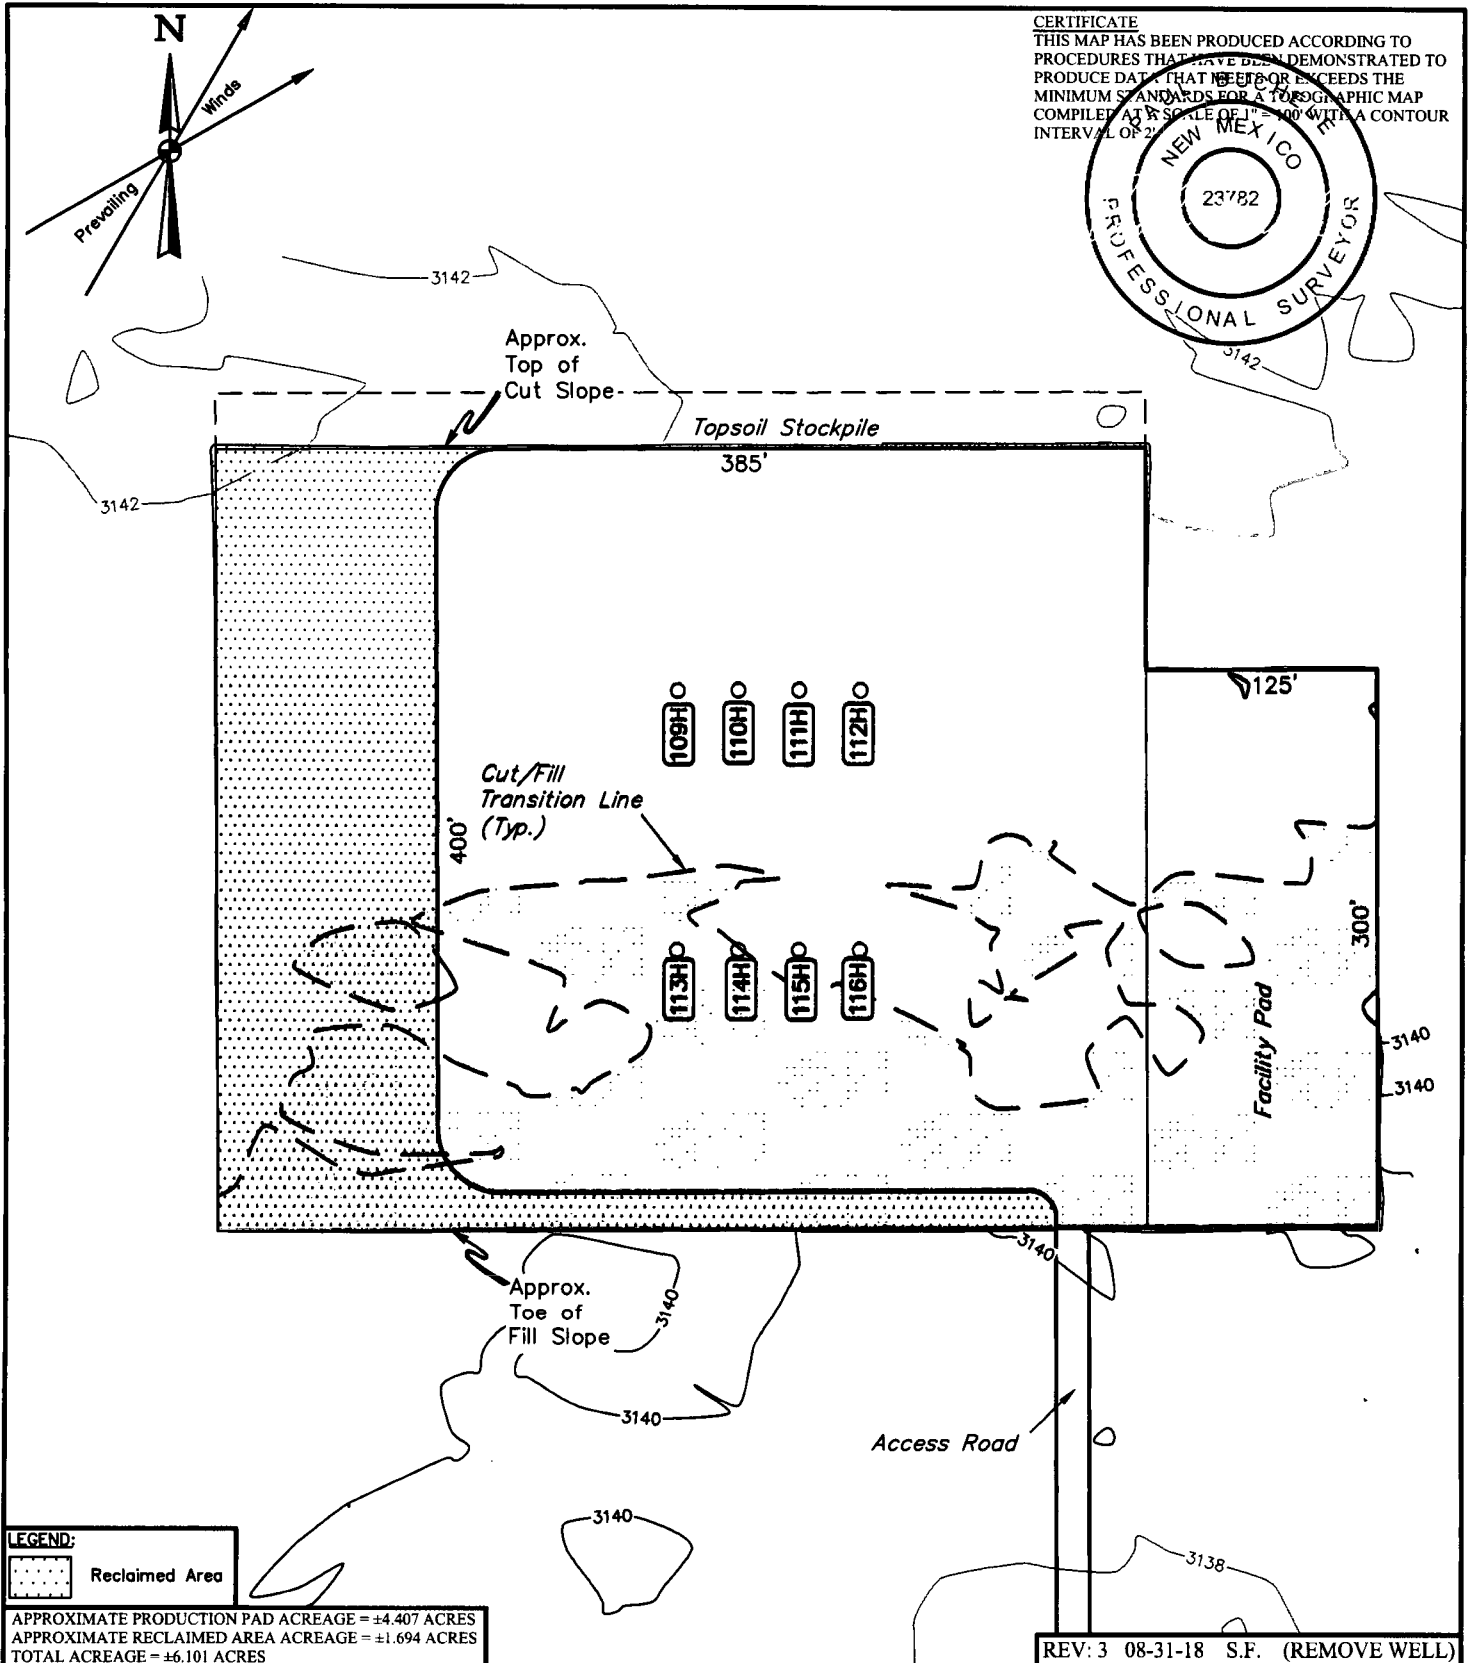 N
Winds
Prevailing
CERTIFICATE
THIS MAP HAS BEEN PRODUCED ACCORDING TO
PROCEDURES THAT HAVE BEEN DEMONSTRATED TO
PRODUCE DATA THAT MEETS OR EXCEEDS THE
MINIMUM STANDARDS FOR A TOPOGRAPHIC MAP
COMPILED AT A SCALE OF 1" = 100' WITH A CONTOUR
INTERVAL OF 2'
PAUL BUCHELE
NEW MEXICO
23782
PROFESSIONAL SURVEYOR
3142
3142
Approx.
Top of
Cut Slope
Topsoil Stockpile
385'
3142
125'
109H
110H
111H
112H
Cut/Fill
Transition Line
(Typ.)
400'
300'
113H
114H
115H
116H
Facility Pad
3140
3140
3140
Approx.
Toe of
Fill Slope
3140
3140
Access Road
3140
3138
LEGEND:
Reclaimed Area
APPROXIMATE PRODUCTION PAD ACREAGE = ±4.407 ACRES
APPROXIMATE RECLAIMED AREA ACREAGE = ±1.694 ACRES
TOTAL ACREAGE = ±6.101 ACRES
REV: 3 08-31-18 S.F. (REMOVE WELL)